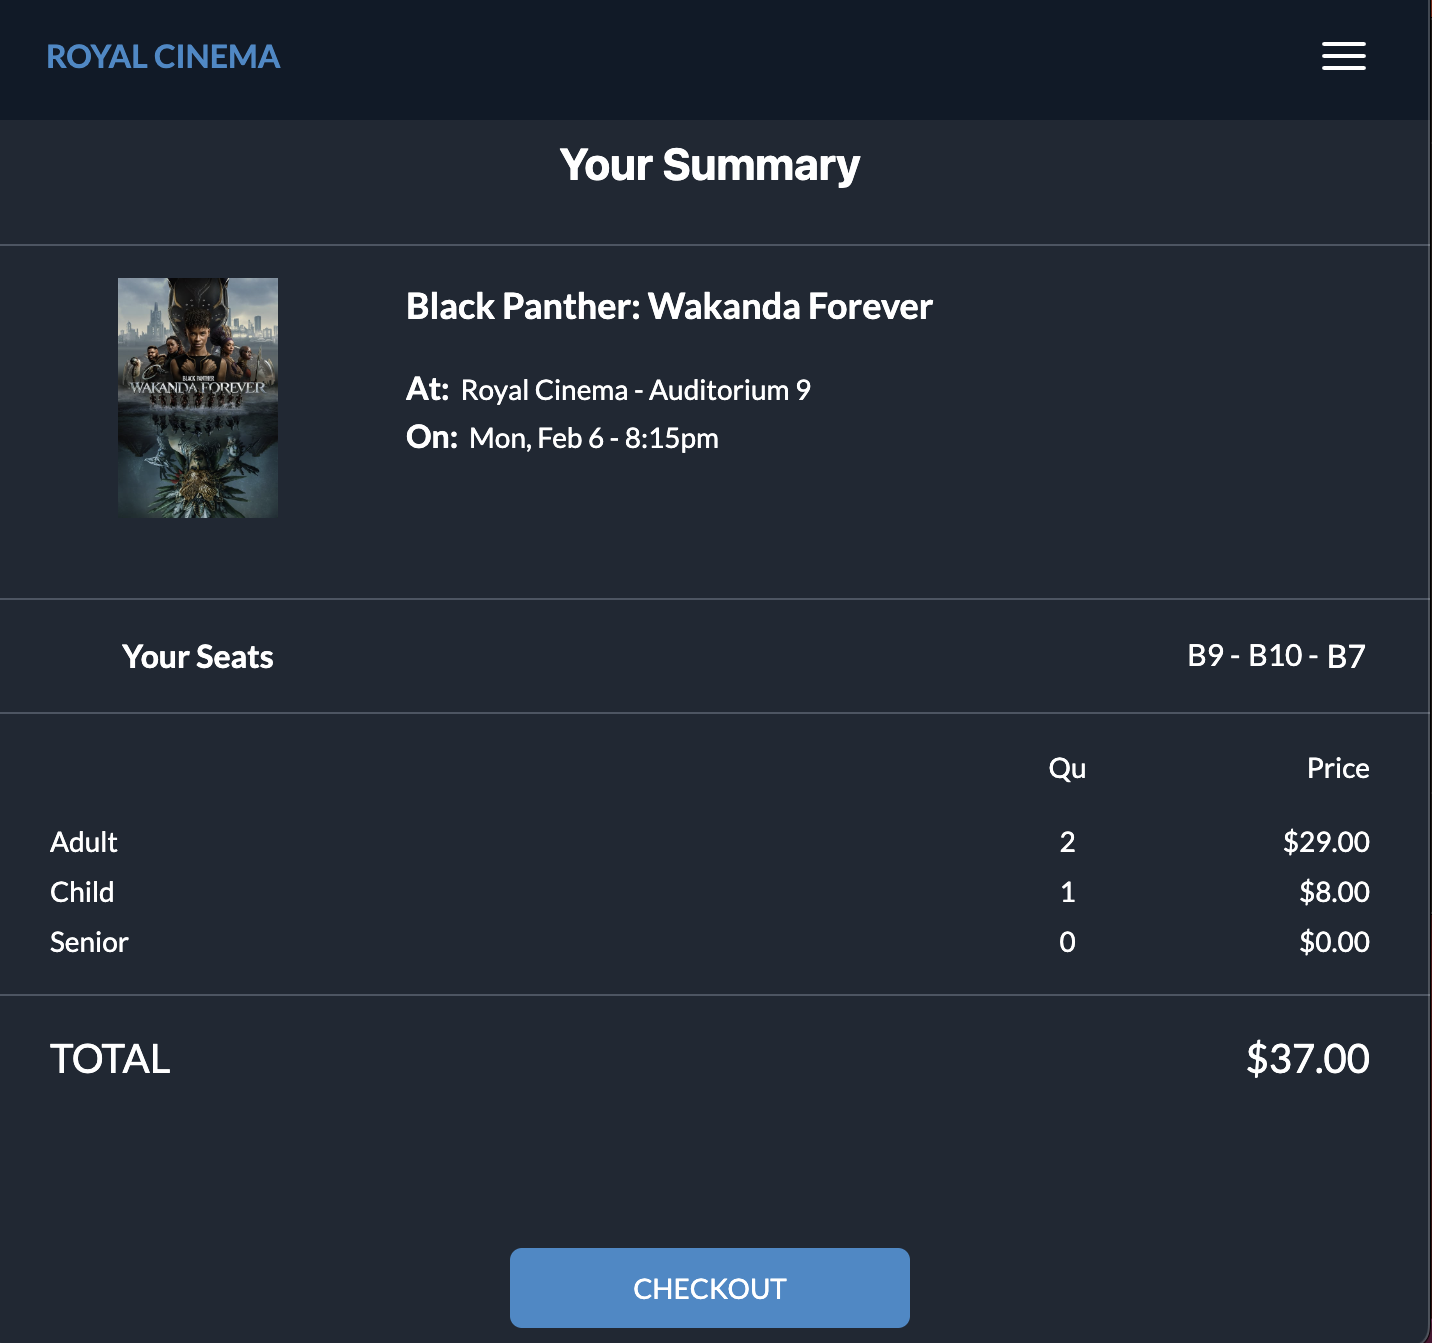 ROYAL CINEMA
Your Summary
Black Panther: Wakanda Forever
At: Royal Cinema - Auditorium 9
On: Mon, Feb 6 - 8:15pm
BLACK PANTHER
WAKANDA FOREVER
Your Seats B9 - B10 - B7
Qu Price
Adult 2 $29.00
Child 1 $8.00
Senior 0 $0.00
TOTAL $37.00
CHECKOUT